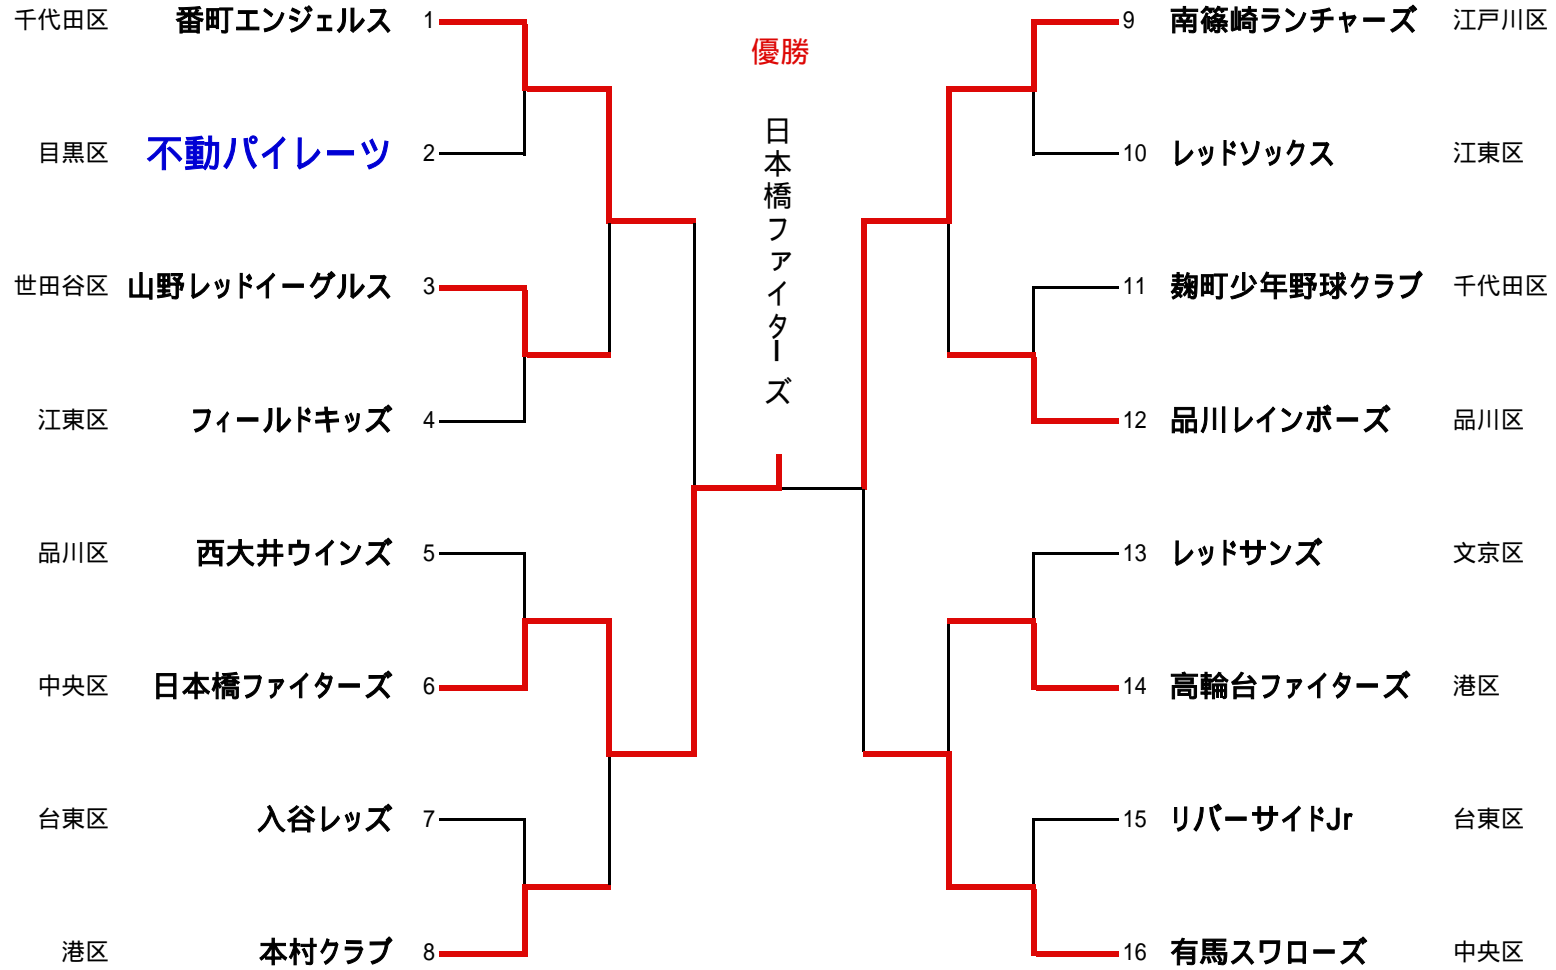 千代田区 番町エンジェルス 1
目黒区 不動パイレーツ 2
世田谷区 山野レッドイーグルス 3
江東区 フィールドキッズ 4
品川区 西大井ウインズ 5
中央区 日本橋ファイターズ 6
台東区 入谷レッズ 7
港区 本村クラブ 8
優勝
日本橋ファイターズ
9 南篠崎ランチャーズ 江戸川区
10 レッドソックス 江東区
11 麹町少年野球クラブ 千代田区
12 品川レインボーズ 品川区
13 レッドサンズ 文京区
14 高輪台ファイターズ 港区
15 リバーサイドJr 台東区
16 有馬スワローズ 中央区